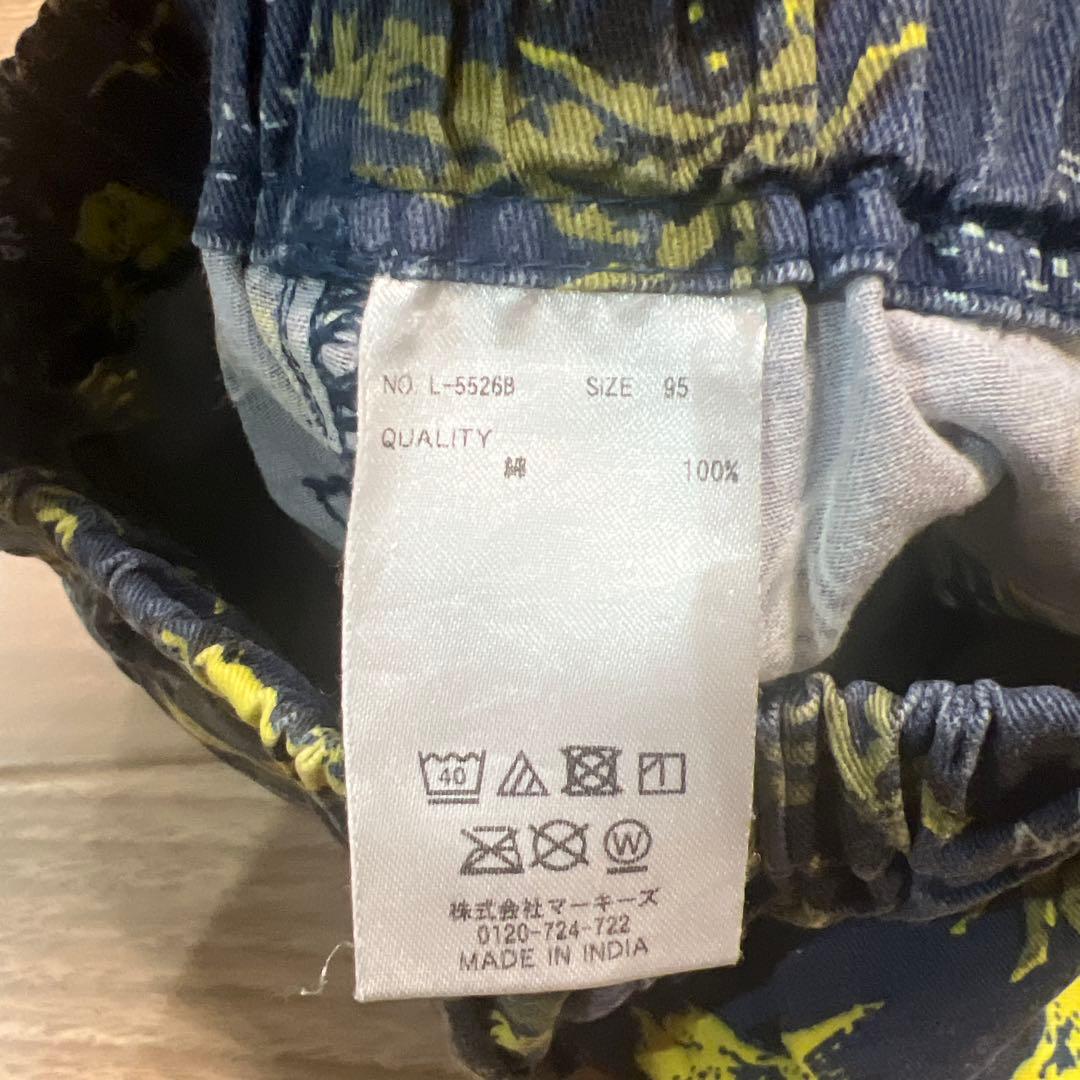 NO. L-5526B SIZE 95
QUALITY
綿 100%
40
W
株式会社マーキーズ
0120-724-722
MADE IN INDIA